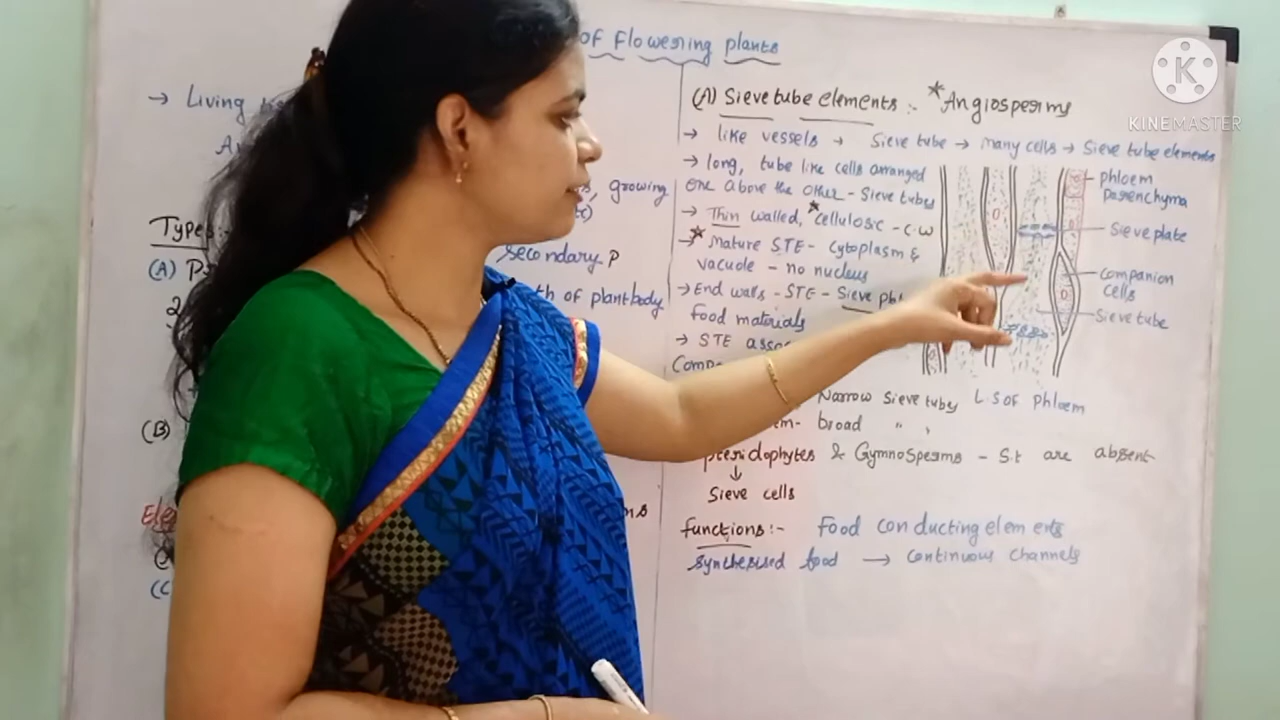 of Flowering plants
→ Living
growing
Types:-
secondary P
(A)
of plantbody
(B)
(A) Sieve tube elements :- *Angiosperms
→ like vessels → Sieve tube → many cells → Sieve tube elements
→ long, tube like cells arranged
one above the other - Sieve tubes
→ Thin walled, *cellulosic - C.W
→ * Mature STE - cytoplasm &
vacuole - no nucleus
→ End walls - STE - Sieve
food materials
→ STE
Phloem
parenchyma
Sieve plate
Companion
cells
Sieve tube
L.S of Phloem
Narrow sieve tubes
broad " "
pteridophytes & Gymnosperms - S.t are absent
↓
Sieve cells
functions:- Food conducting elements
synthesised food → continuous channels
K
KINEMASTER